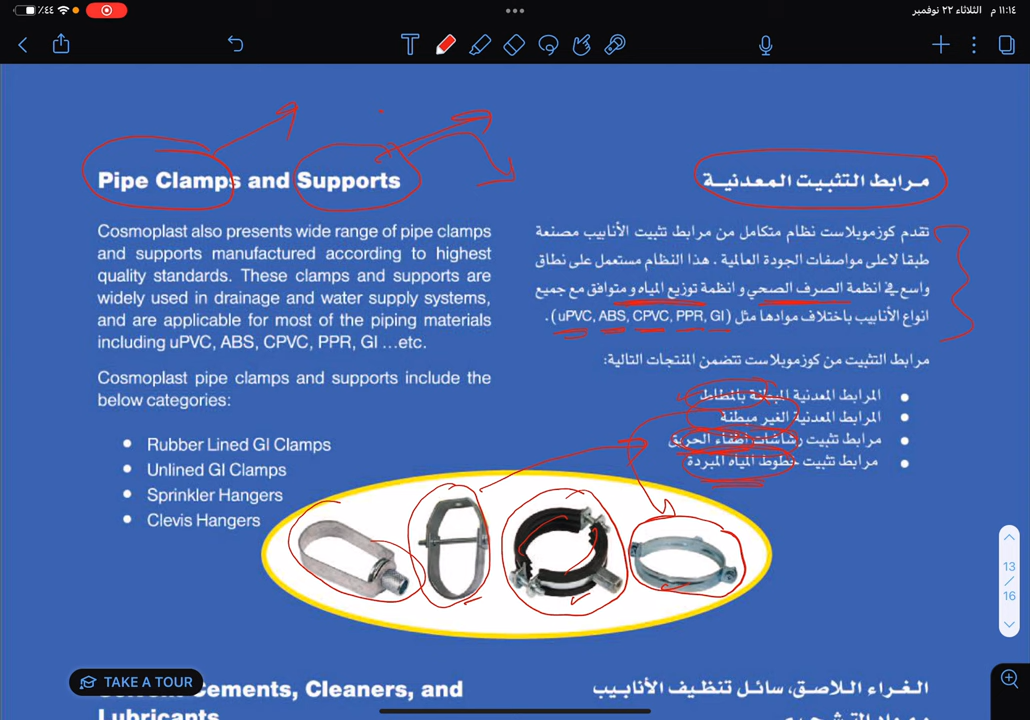 ٤٤٪
١١:١٤ م الثلاثاء ٢٢ نوفمبر
Pipe Clamps and Supports
Cosmoplast also presents wide range of pipe clamps
and supports manufactured according to highest
quality standards. These clamps and supports are
widely used in drainage and water supply systems,
and are applicable for most of the piping materials
including uPVC, ABS, CPVC, PPR, GI ...etc.
Cosmoplast pipe clamps and supports include the
below categories:
• Rubber Lined GI Clamps
• Unlined GI Clamps
• Sprinkler Hangers
• Clevis Hangers
مرابط التثبيت المعدنية
تقدم كوزموبلاست نظام متكامل من مرابط تثبيت الأنابيب مصنعة
طبقا لاعلى مواصفات الجودة العالمية . هذا النظام مستعمل على نطاق
واسع في انظمة الصرف الصحي و انظمة توزيع المياه و متوافق مع جميع
انواع الأنابيب باختلاف موادها مثل (uPVC, ABS, CPVC, PPR, GI) .
مرابط التثبيت من كوزموبلاست تتضمن المنتجات التالية:
• المرابط المعدنية المبطنة بالمطاط
• المرابط المعدنية الغير مبطنة
• مرابط تثبيت رشاشات اطفاء الحريق
• مرابط تثبيت خطوط المياه المبردة
13
/
16
TAKE A TOUR
Cements, Cleaners, and
Lubricants
الغراء اللاصق، سائل تنظيف الأنابيب